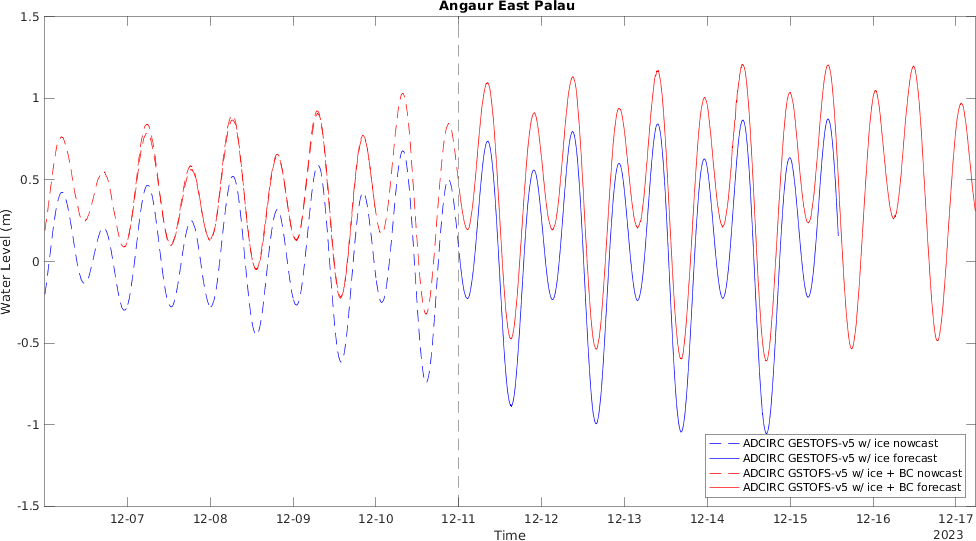 Angaur East Palau
1.5
1
0.5
0
-0.5
-1
-1.5
Water Level (m)
12-07 12-08 12-09 12-10 12-11 12-12 12-13 12-14 12-15 12-16 12-17
Time
2023
ADCIRC GESTOFS-v5 w/ ice nowcast
ADCIRC GESTOFS-v5 w/ ice forecast
ADCIRC GSTOFS-v5 w/ ice + BC nowcast
ADCIRC GSTOFS-v5 w/ ice + BC forecast